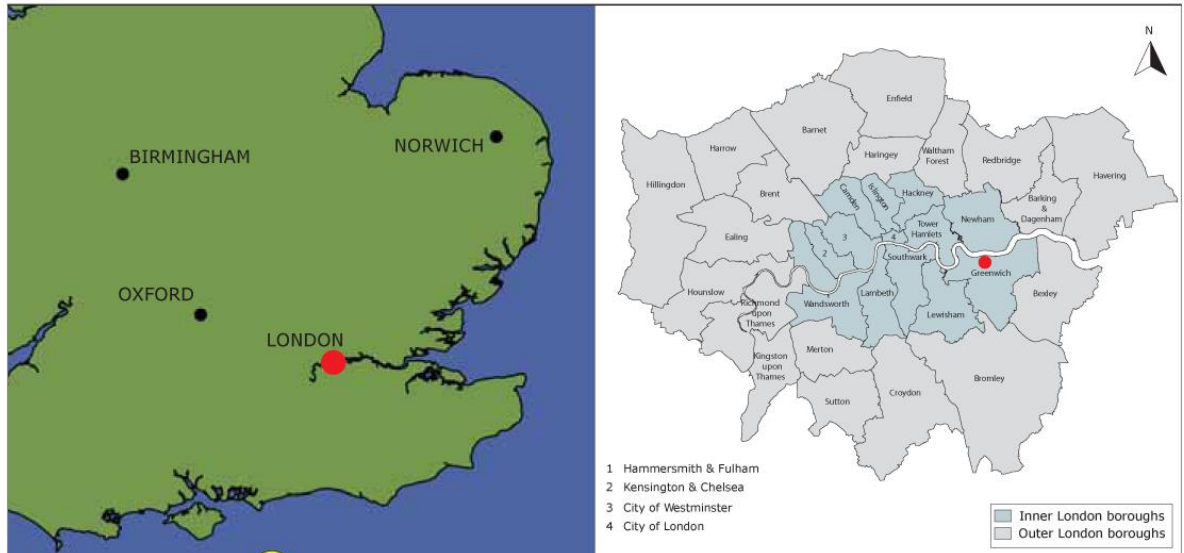 BIRMINGHAM
NORWICH
OXFORD
LONDON
N
Enfield
Barnet
Harrow
Haringey
Waltham
Forest
Redbridge
Havering
Hillingdon
Brent
Camden
Islington
Hackney
Barking
&
Dagenham
Newham
Ealing
3
4
Tower
Hamlets
2
Southwark
Greenwich
Hounslow
Richmond
upon
Thames
1
Wandsworth
Lambeth
Lewisham
Bexley
Merton
Kingston
upon
Thames
Sutton
Croydon
Bromley
1 Hammersmith & Fulham
2 Kensington & Chelsea
3 City of Westminster
4 City of London
Inner London boroughs
Outer London boroughs